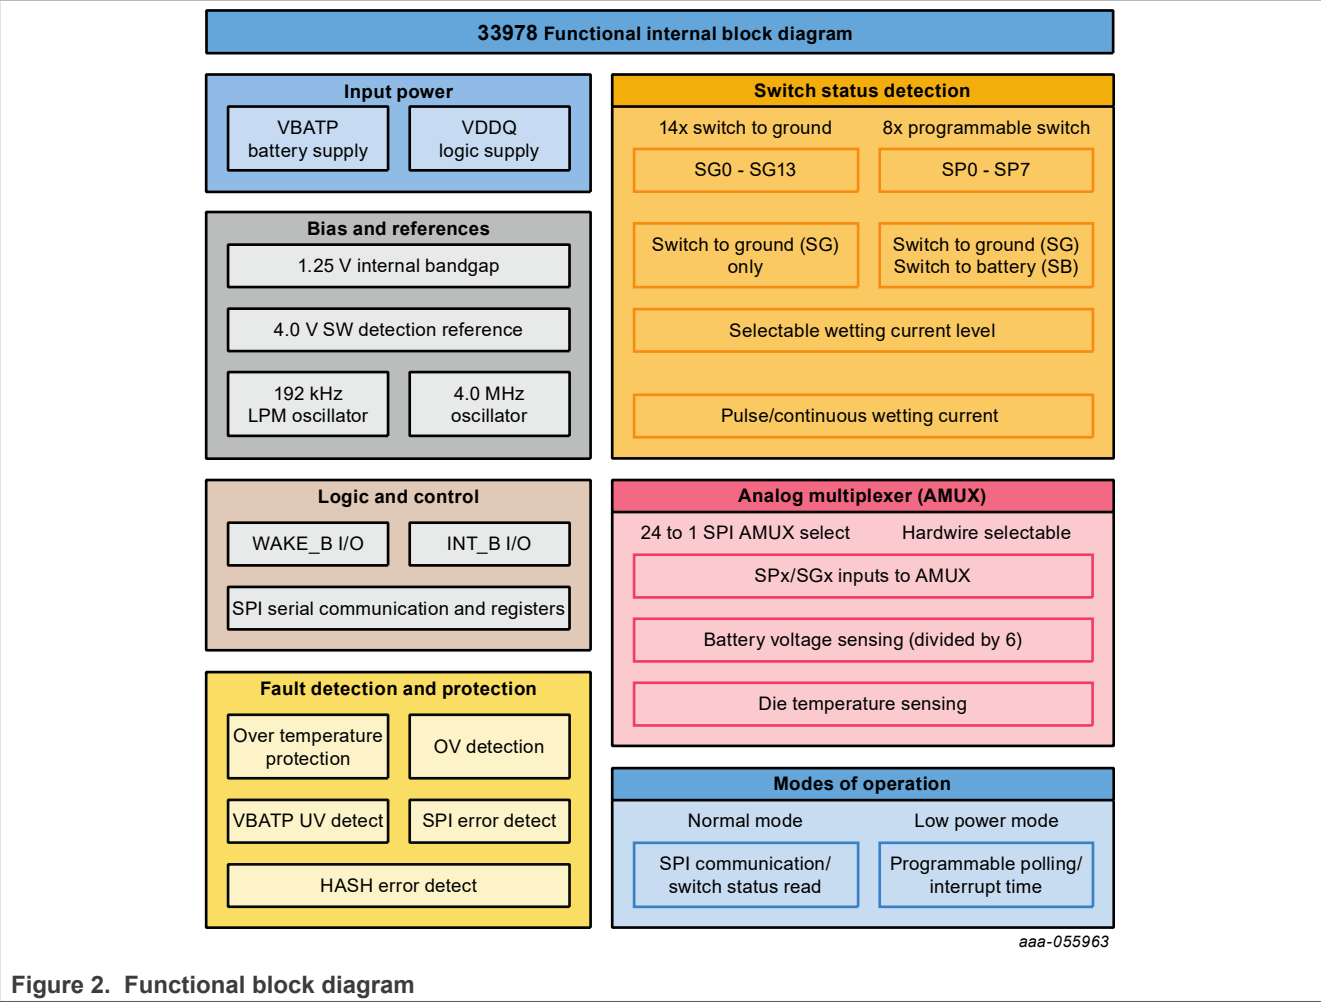 33978 Functional internal block diagram
Input power
VBATP
battery supply
VDDQ
logic supply
Bias and references
1.25 V internal bandgap
4.0 V SW detection reference
192 kHz
LPM oscillator
4.0 MHz
oscillator
Logic and control
WAKE_B I/O
INT_B I/O
SPI serial communication and registers
Fault detection and protection
Over temperature
protection
OV detection
VBATP UV detect
SPI error detect
HASH error detect
Switch status detection
14x switch to ground
8x programmable switch
SG0 - SG13
SP0 - SP7
Switch to ground (SG)
only
Switch to ground (SG)
Switch to battery (SB)
Selectable wetting current level
Pulse/continuous wetting current
Analog multiplexer (AMUX)
24 to 1 SPI AMUX select
Hardwire selectable
SPx/SGx inputs to AMUX
Battery voltage sensing (divided by 6)
Die temperature sensing
Modes of operation
Normal mode
Low power mode
SPI communication/
switch status read
Programmable polling/
interrupt time
aaa-055963
Figure 2. Functional block diagram